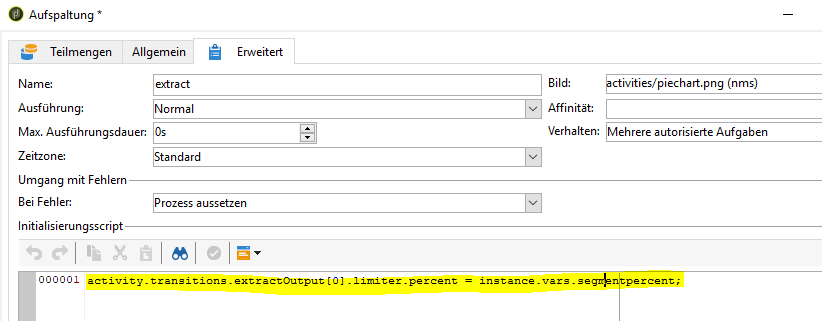 Aufspaltung *
Teilmengen Allgemein Erweitert
Name: extract Bild: activities/piechart.png (nms)
Ausführung: Normal Affinität:
Max. Ausführungsdauer: 0s Verhalten: Mehrere autorisierte Aufgaben
Zeitzone: Standard
Umgang mit Fehlern
Bei Fehler: Prozess aussetzen
Initialisierungsscript
000001 activity.transitions.extractOutput[0].limiter.percent = instance.vars.segmentpercent;